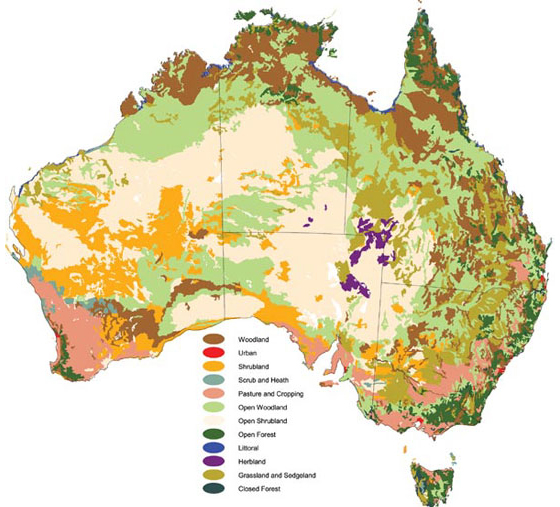 Woodland
Urban
Shrubland
Scrub and Heath
Pasture and Cropping
Open Woodland
Open Shrubland
Open Forest
Littoral
Herbland
Grassland and Sedgeland
Closed Forest